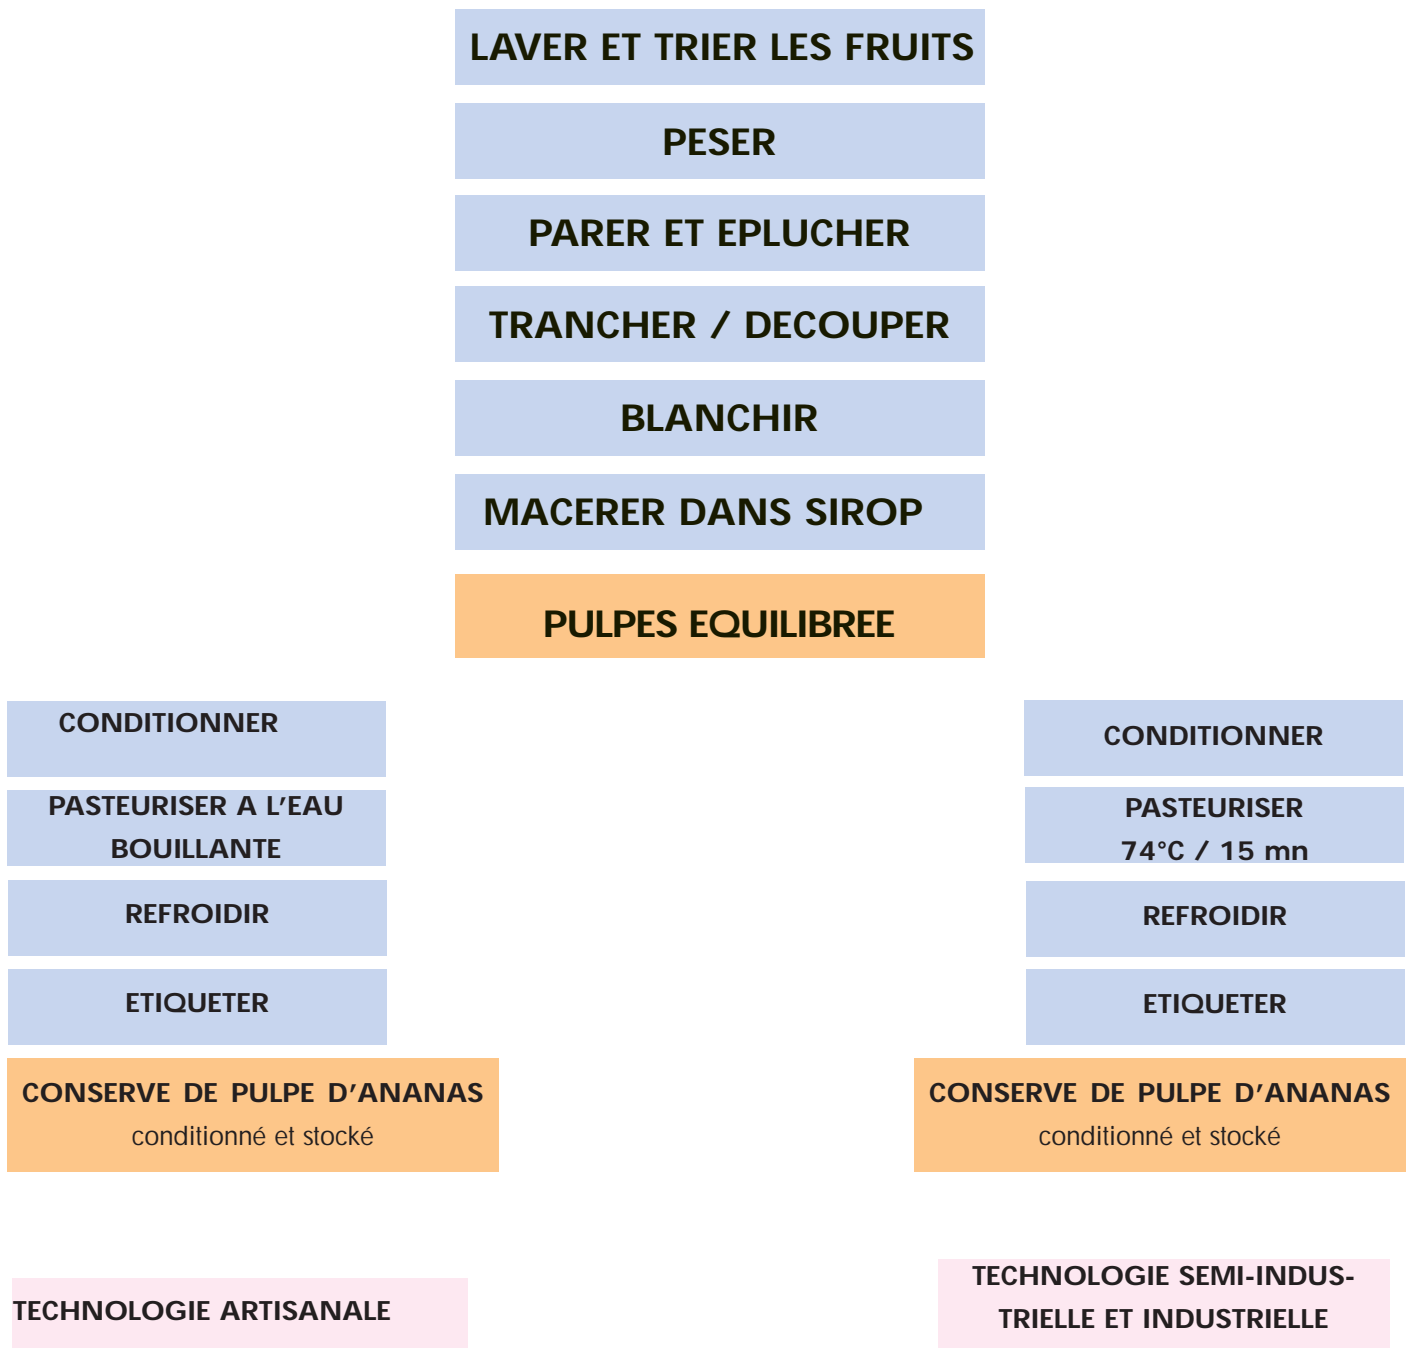 LAVER ET TRIER LES FRUITS
PESER
PARER ET EPLUCHER
TRANCHER / DECOUPER
BLANCHIR
MACERER DANS SIROP
PULPES EQUILIBREE
CONDITIONNER
PASTEURISER A L’EAU
BOUILLANTE
REFROIDIR
ETIQUETER
CONSERVE DE PULPE D’ANANAS
conditionné et stocké
TECHNOLOGIE ARTISANALE
CONDITIONNER
PASTEURISER
74°C / 15 mn
REFROIDIR
ETIQUETER
CONSERVE DE PULPE D’ANANAS
conditionné et stocké
TECHNOLOGIE SEMI-INDUS-
TRIELLE ET INDUSTRIELLE